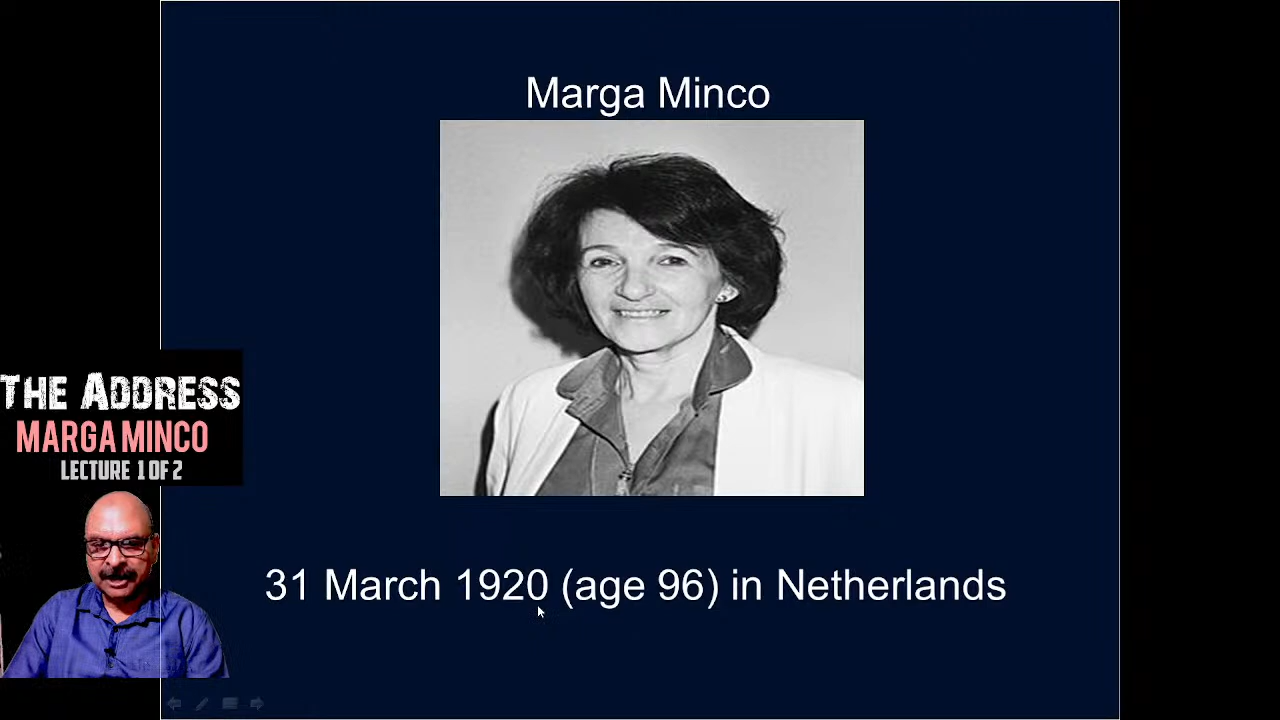 Marga Minco
THE ADDRESS
MARGA MINCO
LECTURE 1 OF 2
31 March 1920 (age 96) in Netherlands